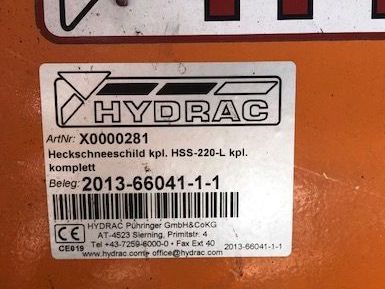 HYDRAC
ArtNr: X0000281
Heckschneeschild kpl. HSS-220-L kpl.
komplett
Beleg: 2013-66041-1-1
HYDRAC Pühringer GmbH&CoKG
AT-4523 Sierning, Primitstr. 4
Tel +43-7259-6000-0 • Fax Ext 40
CE019 2013-66041-1-1
www.hydrac.com • office@hydrac.com